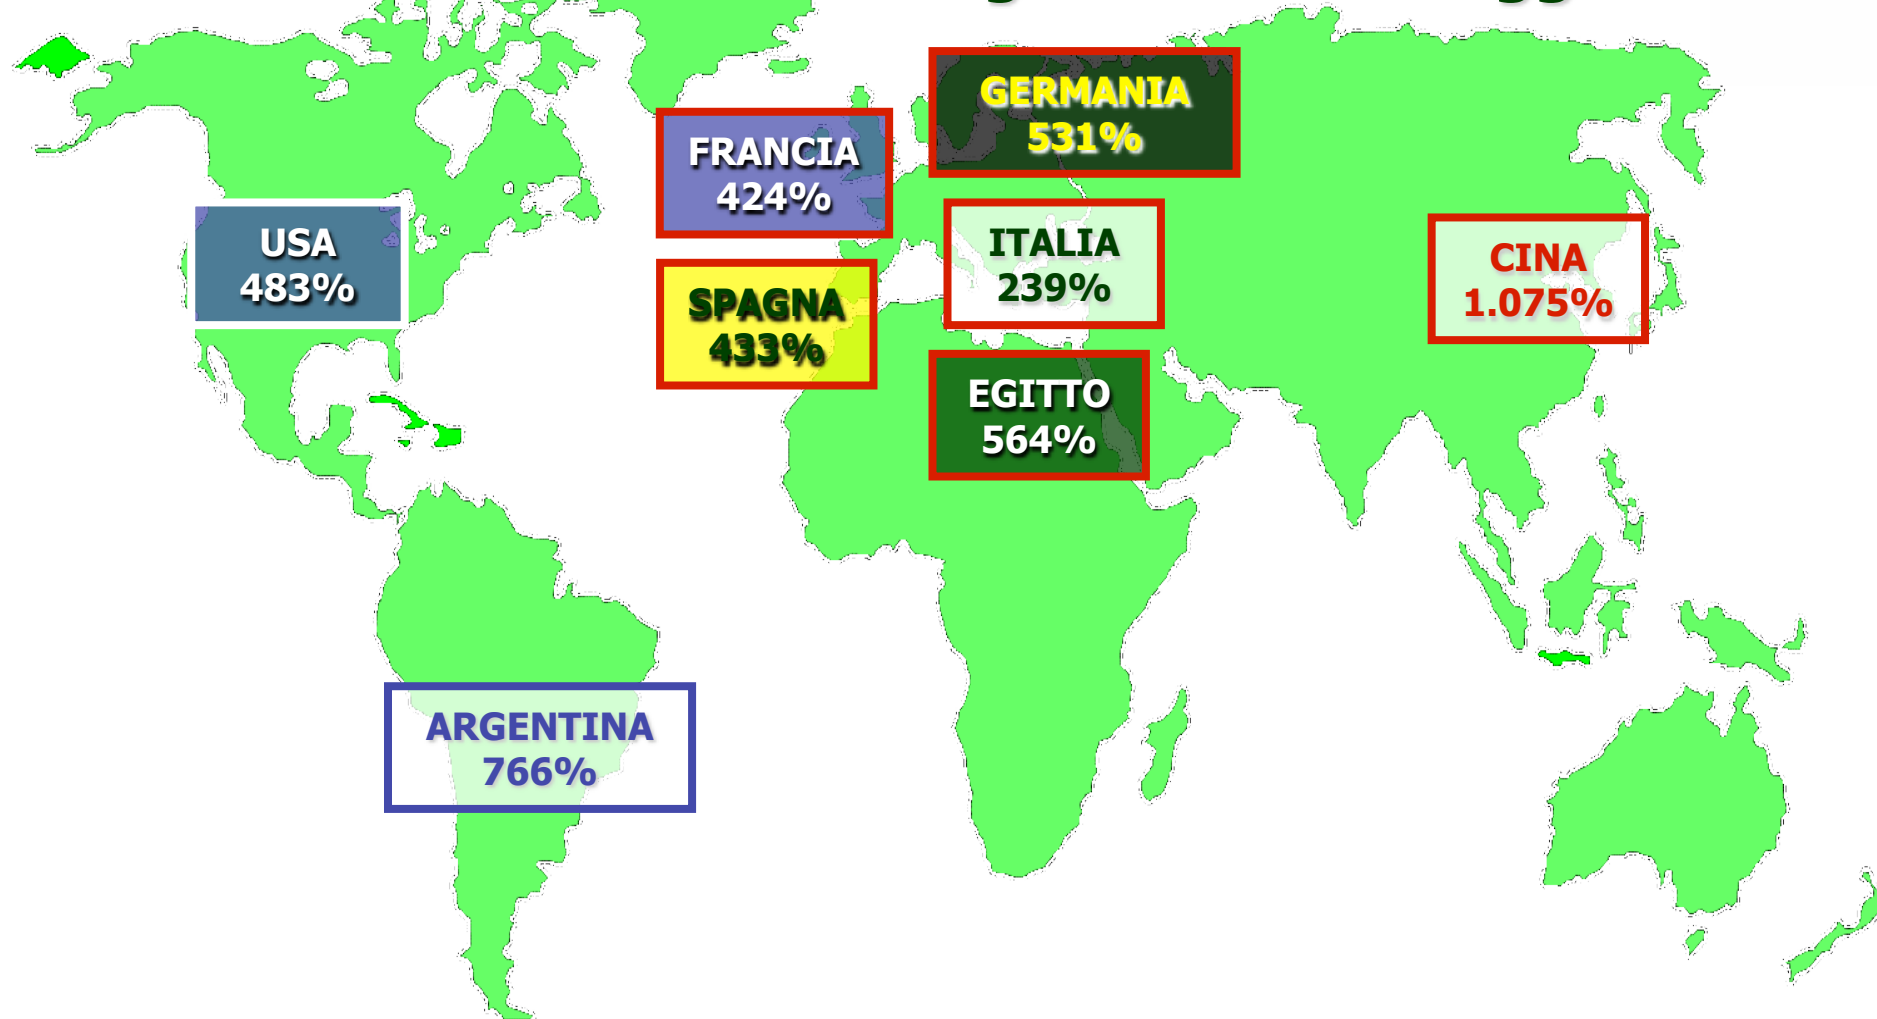 GERMANIA
531%
FRANCIA
424%
USA
483%
ITALIA
239%
CINA
1.075%
SPAGNA
433%
EGITTO
564%
ARGENTINA
766%